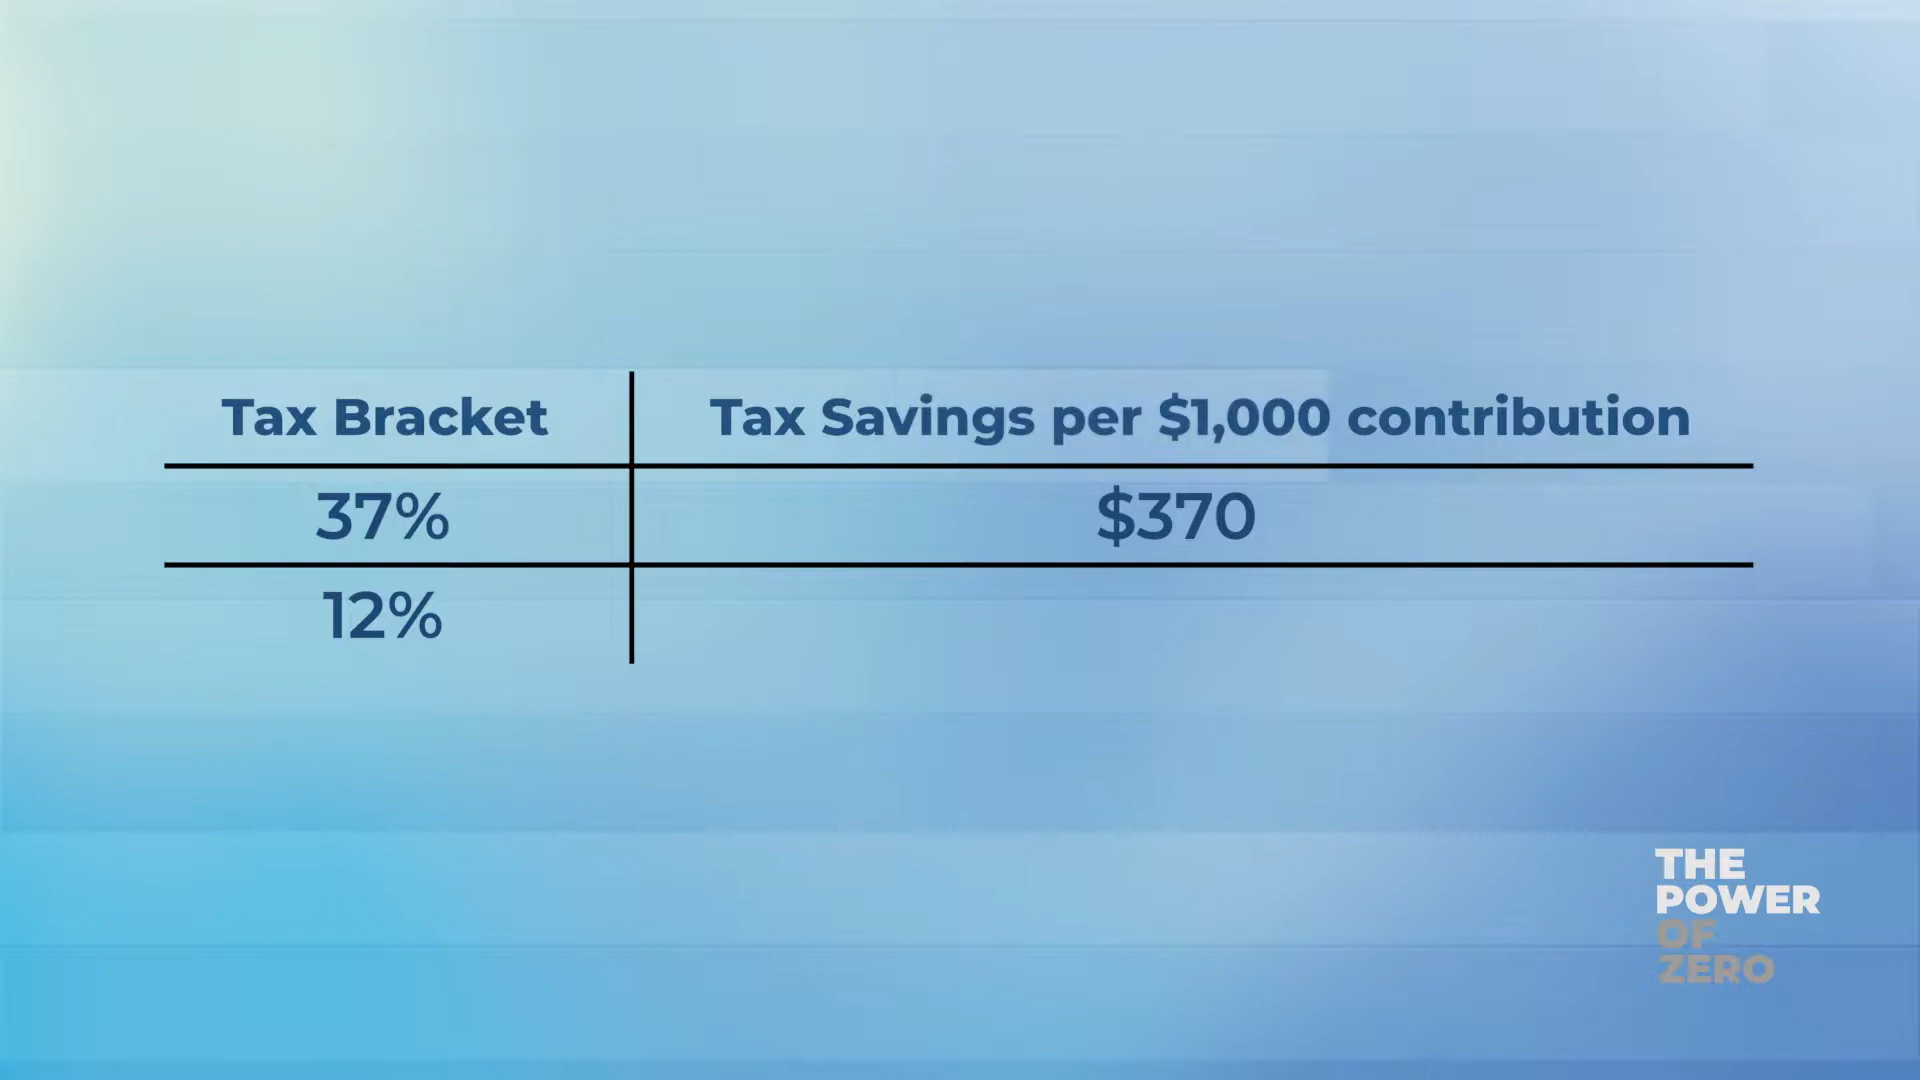 Tax Bracket Tax Savings per $1,000 contribution
37% $370
12%
THE
POWER
OF
ZERO